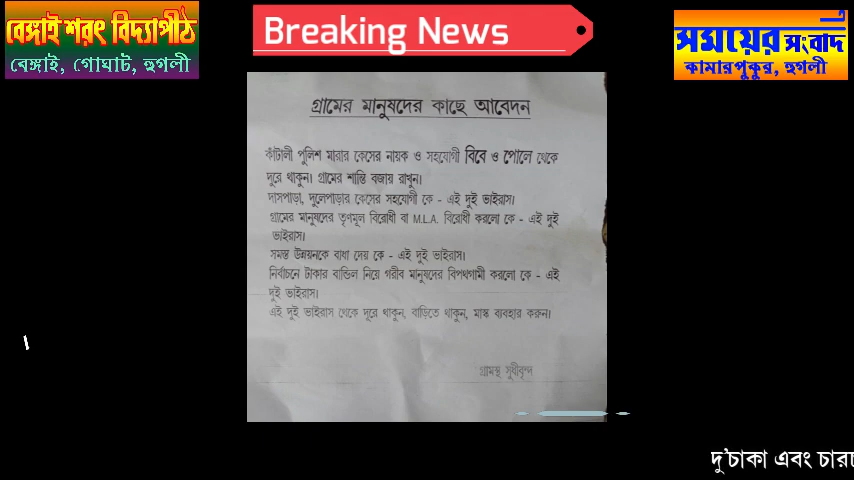 বেঙ্গাই শরৎ বিদ্যাপীঠ
বেঙ্গাই, গোঘাট, হুগলী
Breaking News
সময়ের সংবাদ
কামারপুকুর, হুগলী
গ্রামের মানুষদের কাছে আবেদন
কাঁটালী পুলিশ মারার কেসের নায়ক ও সহযোগী বিবে ও পোলে থেকে
দুরে থাকুন। গ্রামের শান্তি বজায় রাখুন।
দাসপাড়া, দুলেপাড়ার কেসের সহযোগী কে - এই দুই ভাইরাস।
গ্রামের মানুষদের তৃণমূল বিরোধী বা M.L.A. বিরোধী করলো কে - এই দুই
ভাইরাস।
সমস্ত উন্নয়নকে বাধা দেয় কে - এই দুই ভাইরাস।
নির্বাচনে টাকার বান্ডিল নিয়ে গরীব মানুষদের বিপথগামী করলো কে - এই
দুই ভাইরাস।
এই দুই ভাইরাস থেকে দূরে থাকুন, বাড়িতে থাকুন, মাস্ক ব্যবহার করুন।
গ্রামস্থ সুধীবৃন্দ
দু'চাকা এবং